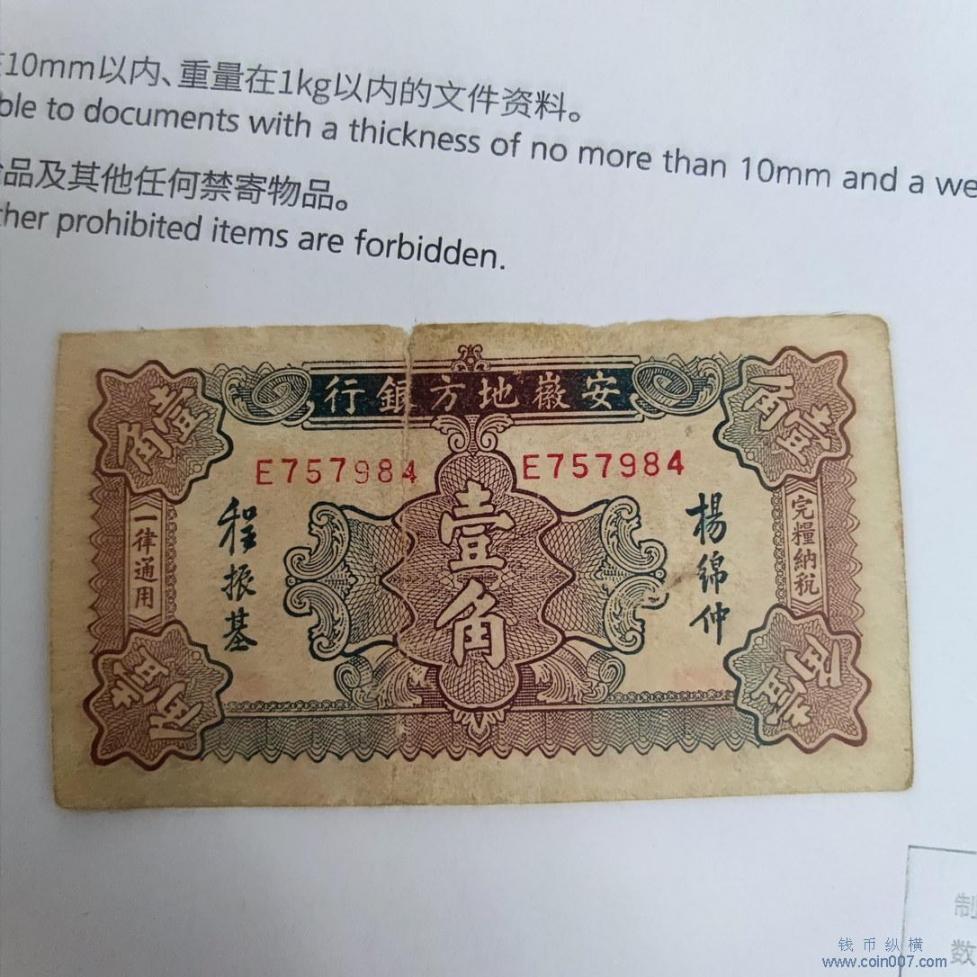 10mm以内、重量在1kg以内的文件资料。
ble to documents with a thickness of no more than 10mm and a we
品及其他任何禁寄物品。
ther prohibited items are forbidden.
安徽地方銀行
壹角
壹角
E757984
E757984
完糧納税
楊綿仲
壹角
程振基
一律通用
壹角
壹角
制
数
钱币纵横
www.coin007.com